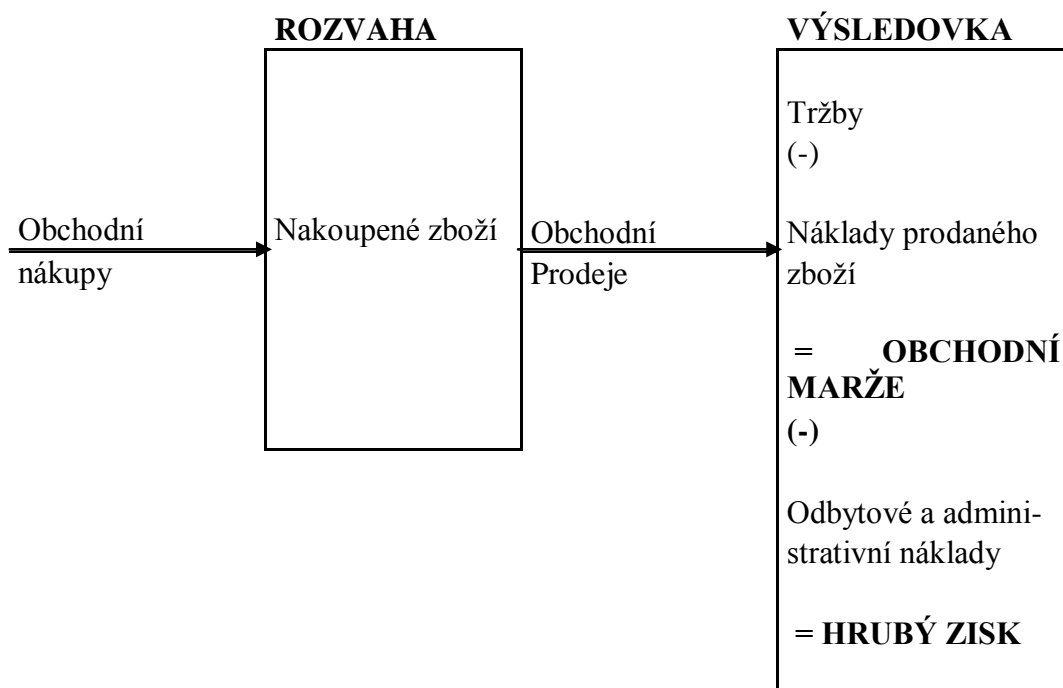 ROZVAHA
VÝSLEDOVKA
Tržby
(-)
Obchodní
nákupy
Nakoupené zboží
Obchodní
Prodeje
Náklady prodaného
zboží
= OBCHODNÍ
MARŽE
(-)
Odbytové a admini-
strativní náklady
= HRUBÝ ZISK